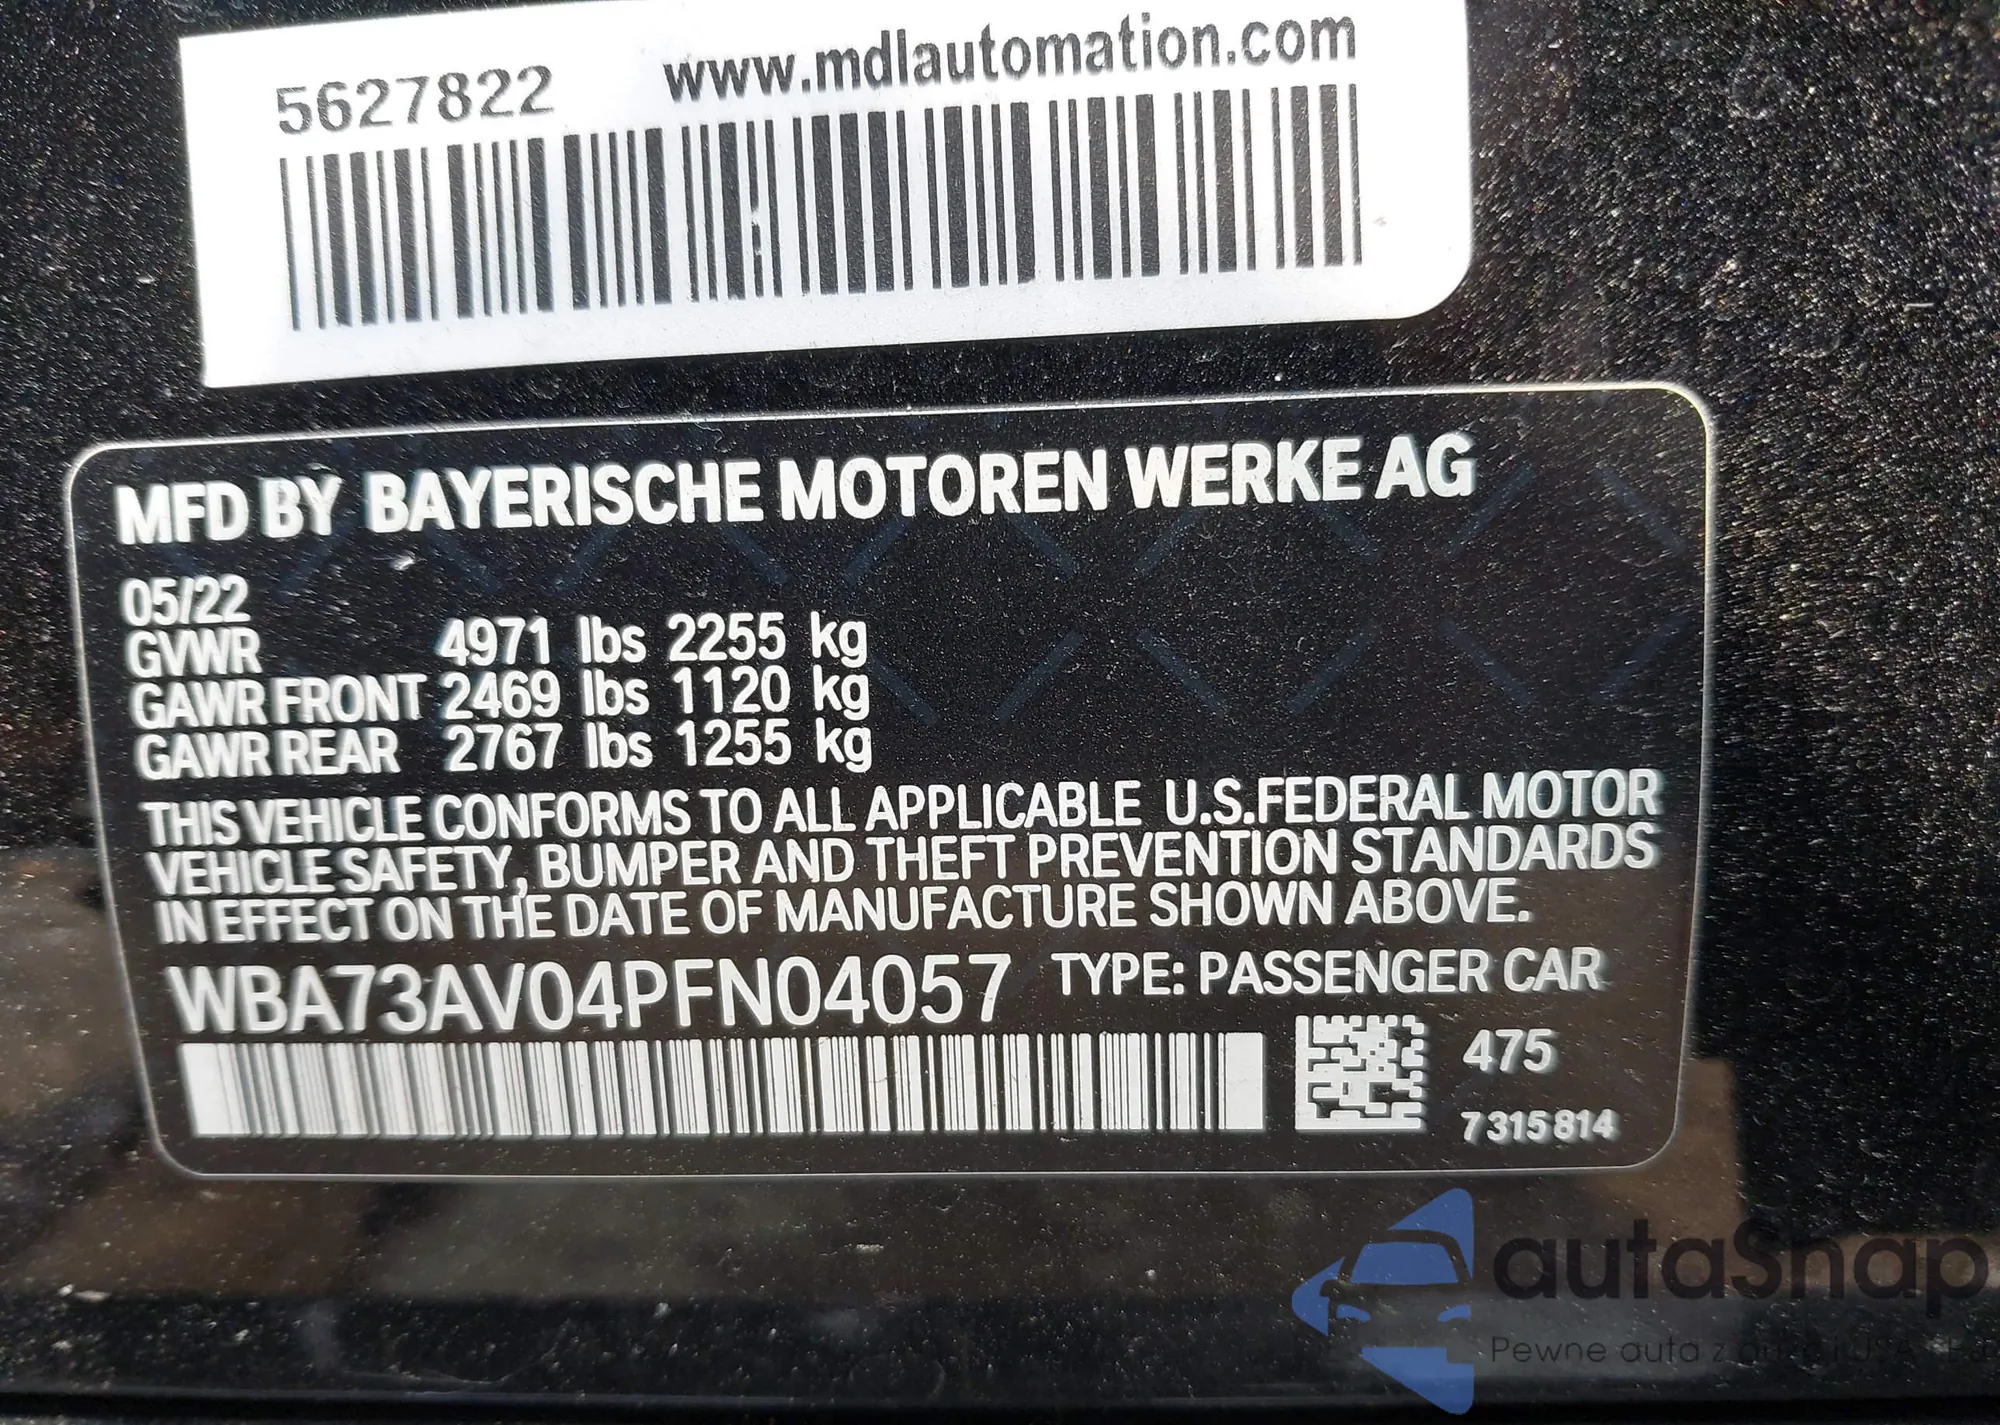 5627822 www.mdlautomation.com
MFD BY BAYERISCHE MOTOREN WERKE AG
05/22
GVWR 4971 lbs 2255 kg
GAWR FRONT 2469 lbs 1120 kg
GAWR REAR 2767 lbs 1255 kg
THIS VEHICLE CONFORMS TO ALL APPLICABLE U.S.FEDERAL MOTOR
VEHICLE SAFETY, BUMPER AND THEFT PREVENTION STANDARDS
IN EFFECT ON THE DATE OF MANUFACTURE SHOWN ABOVE.
WBA73AV04PFN04057 TYPE: PASSENGER CAR
475
7315814
autaSnap
Pewne auta z